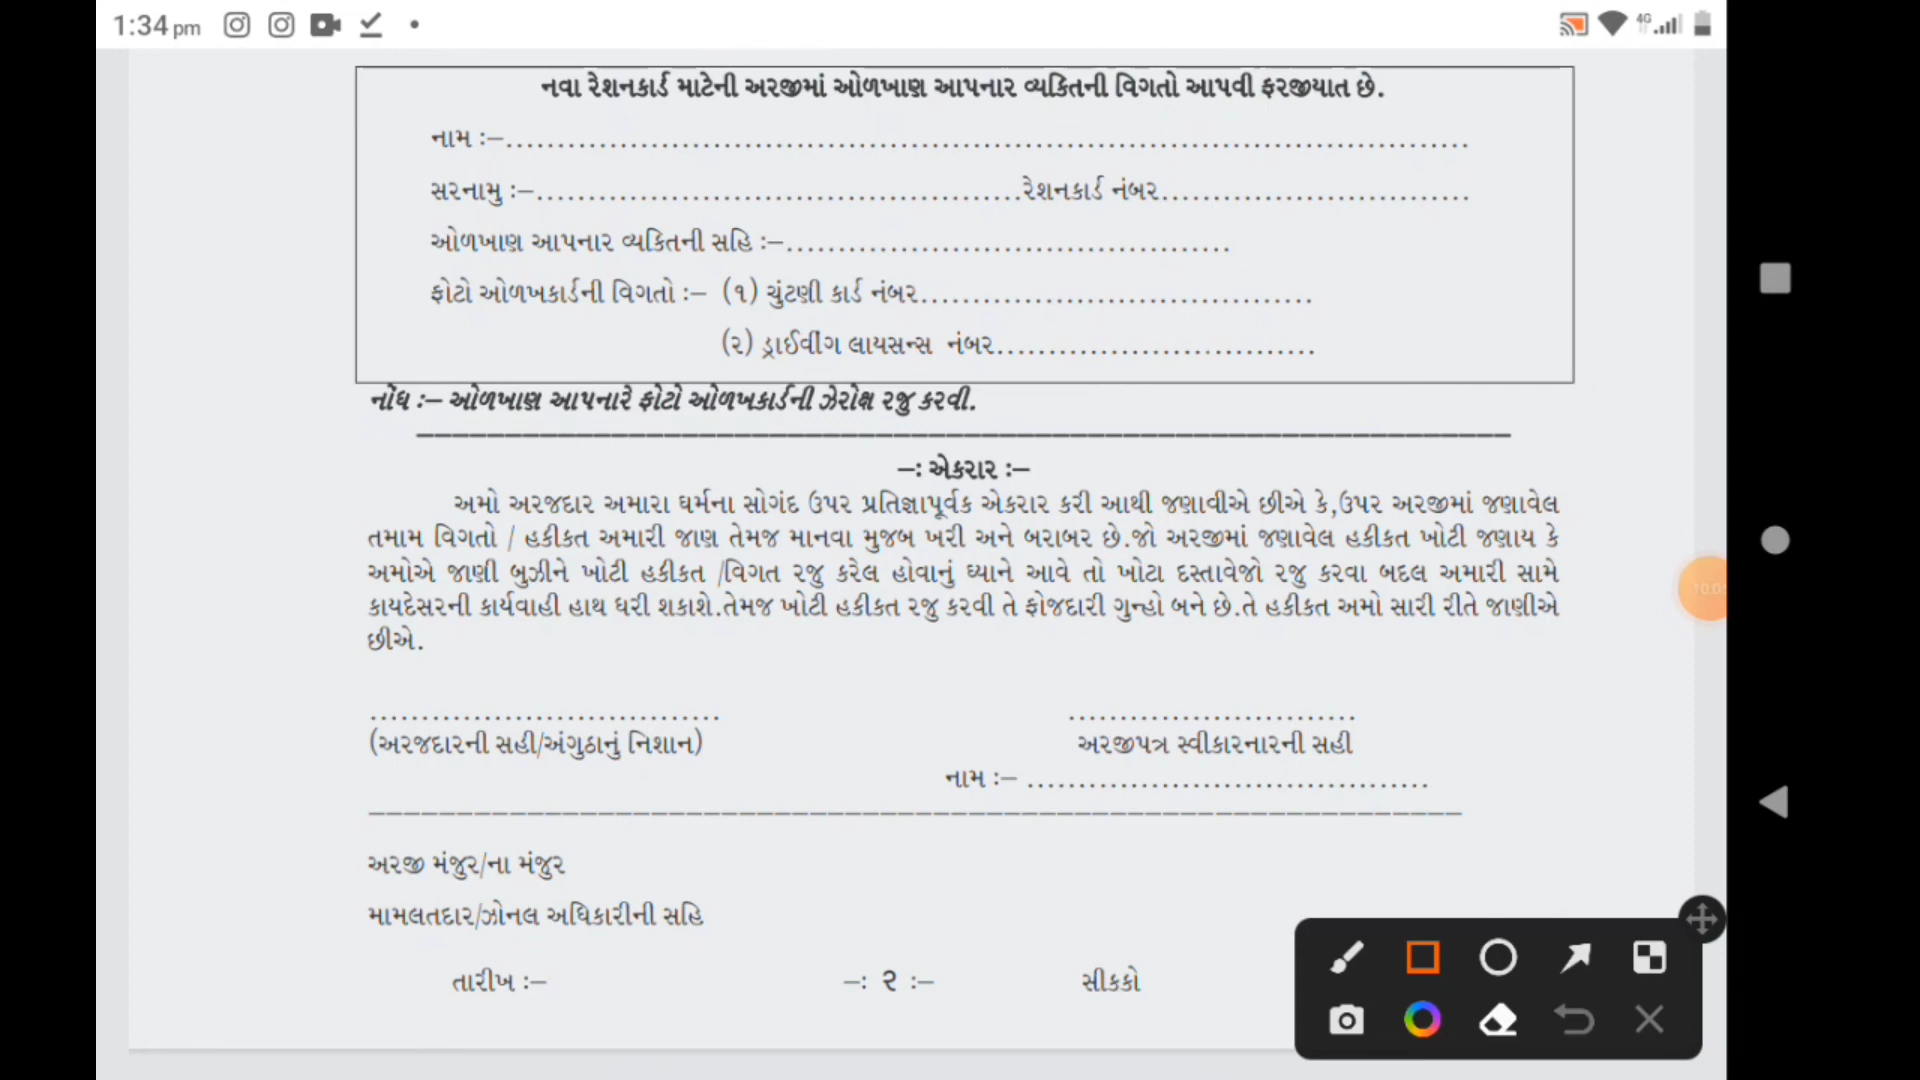 1:34 pm
4G
નવા રેશનકાર્ડ માટેની અરજીમાં ઓળખાણ આપનાર વ્યકિતની વિગતો આપવી ફરજીયાત છે.
નામ :–................................................................................
સરનામુ :–................................................રેશનકાર્ડ નંબર..............................
ઓળખાણ આપનાર વ્યકિતની સહિ :–...........................................
ફોટો ઓળખકાર્ડની વિગતો :– (૧) ચુંટણી કાર્ડ નંબર......................................
(૨) ડ્રાઈવીંગ લાયસન્સ નંબર...............................
નોંધ :– ઓળખાણ આપનારે ફોટો ઓળખકાર્ડની ઝેરોક્ષ રજુ કરવી.
–: એકરાર :–
અમો અરજદાર અમારા ધર્મના સોગંદ ઉપર પ્રતિજ્ઞાપૂર્વક એકરાર કરી આથી જણાવીએ છીએ કે,ઉપર અરજીમાં જણાવેલ
તમામ વિગતો / હકીકત અમારી જાણ તેમજ માનવા મુજબ ખરી અને બરાબર છે.જો અરજીમાં જણાવેલ હકીકત ખોટી જણાય કે
અમોએ જાણી બુઝીને ખોટી હકીકત /વિગત રજુ કરેલ હોવાનું ધ્યાને આવે તો ખોટા દસ્તાવેજો રજુ કરવા બદલ અમારી સામે
કાયદેસરની કાર્યવાહી હાથ ધરી શકાશે.તેમજ ખોટી હકીકત રજુ કરવી તે ફોજદારી ગુન્હો બને છે.તે હકીકત અમો સારી રીતે જાણીએ
છીએ.
.................................. ............................
(અરજદારની સહી/અંગુઠાનું નિશાન) અરજીપત્ર સ્વીકારનારની સહી
નામ :– .......................................
અરજી મંજુર/ના મંજુર
મામલતદાર/ઝોનલ અધિકારીની સહિ
તારીખ :– –: ૨ :– સીકકો